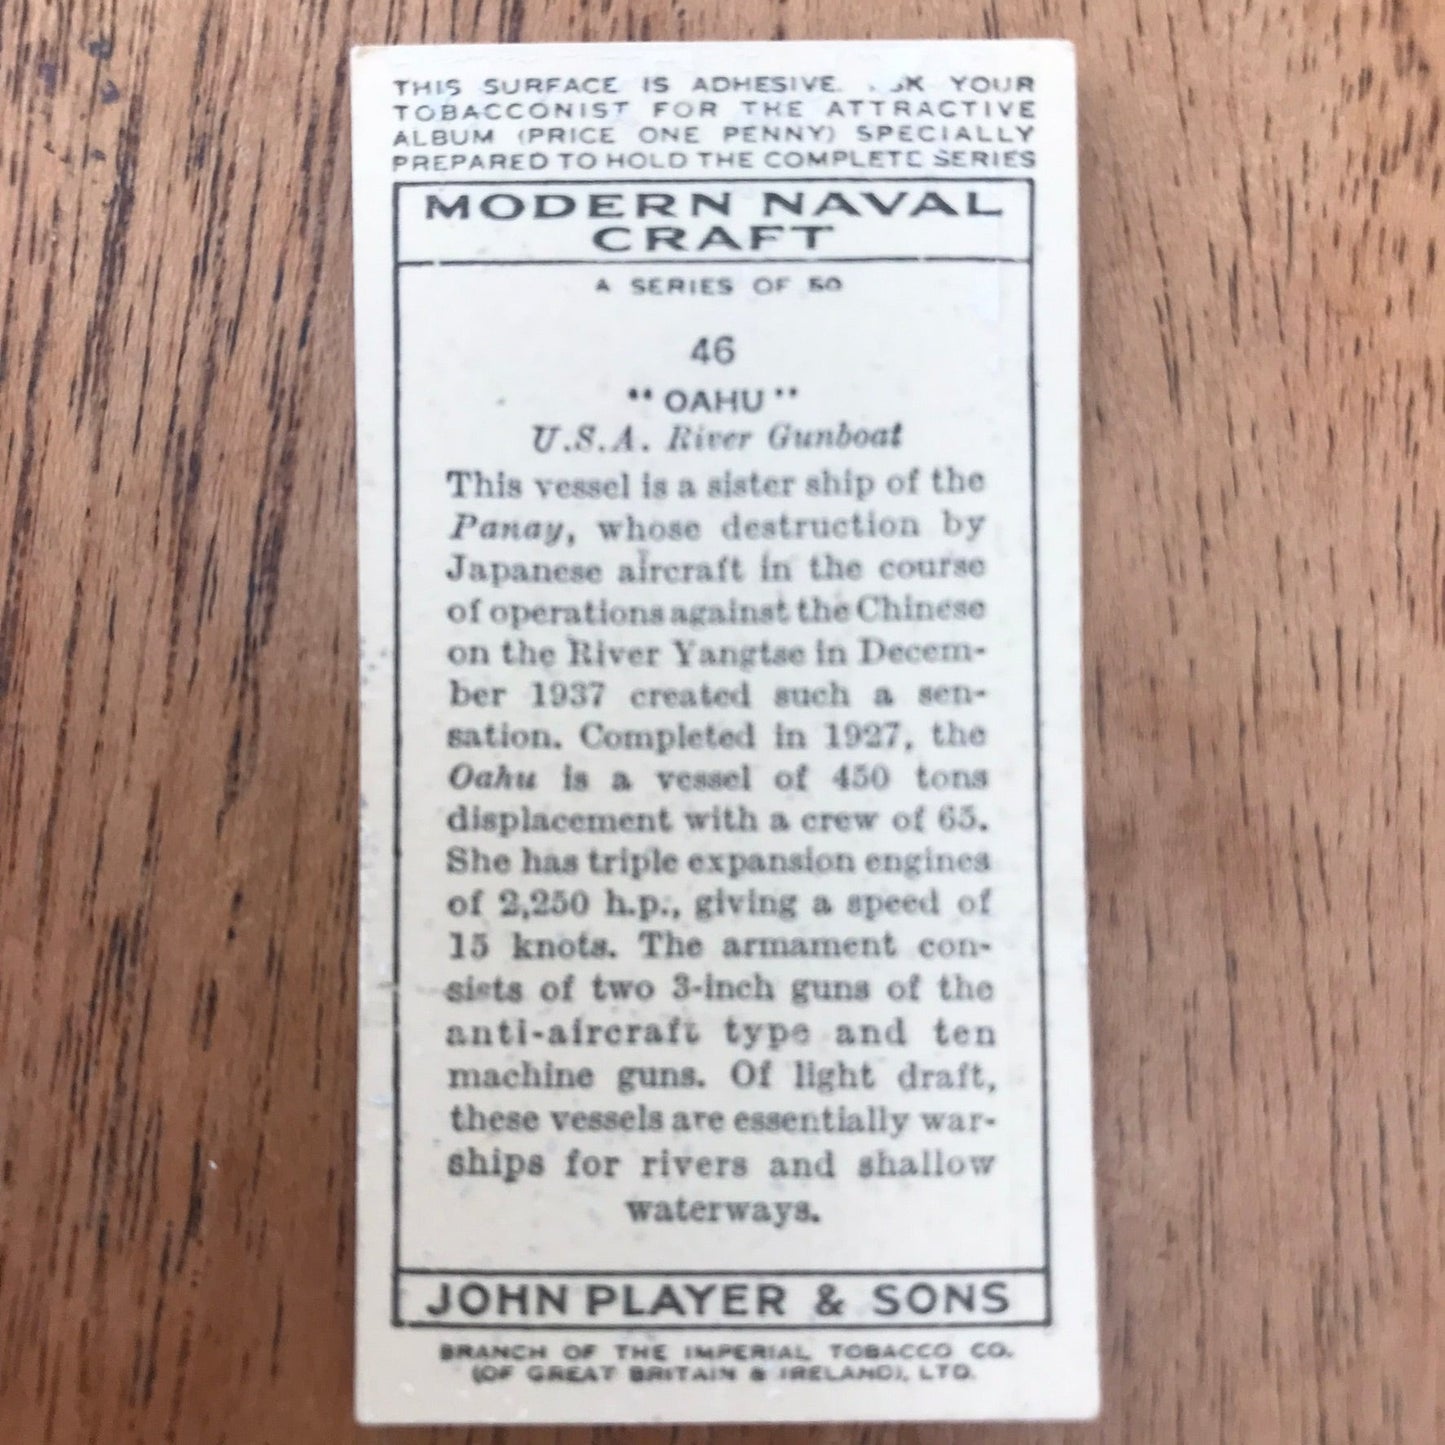 THIS SURFACE IS ADHESIVE. YOUR
TOBACCONIST FOR THE ATTRACTIVE
ALBUM (PRICE ONE PENNY) SPECIALLY
PREPARED TO HOLD THE COMPLETE SERIES
MODERN NAVAL
CRAFT
A SERIES OF 50
46
"OAHU"
U.S.A. River Gunboat
This vessel is a sister ship of the
Panay, whose destruction by
Japanese aircraft in the course
of operations against the Chinese
on the River Yangtse in Decem-
ber 1937 created such a sen-
sation. Completed in 1927, the
Oahu is a vessel of 450 tons
displacement with a crew of 65.
She has triple expansion engines
of 2,250 h.p., giving a speed of
15 knots. The armament con-
sists of two 3-inch guns of the
anti-aircraft type and ten
machine guns. Of light draft,
these vessels are essentially war-
ships for rivers and shallow
waterways.
JOHN PLAYER & SONS
BRANCH OF THE IMPERIAL TOBACCO CO.
(OF GREAT BRITAIN & IRELAND), LTD.